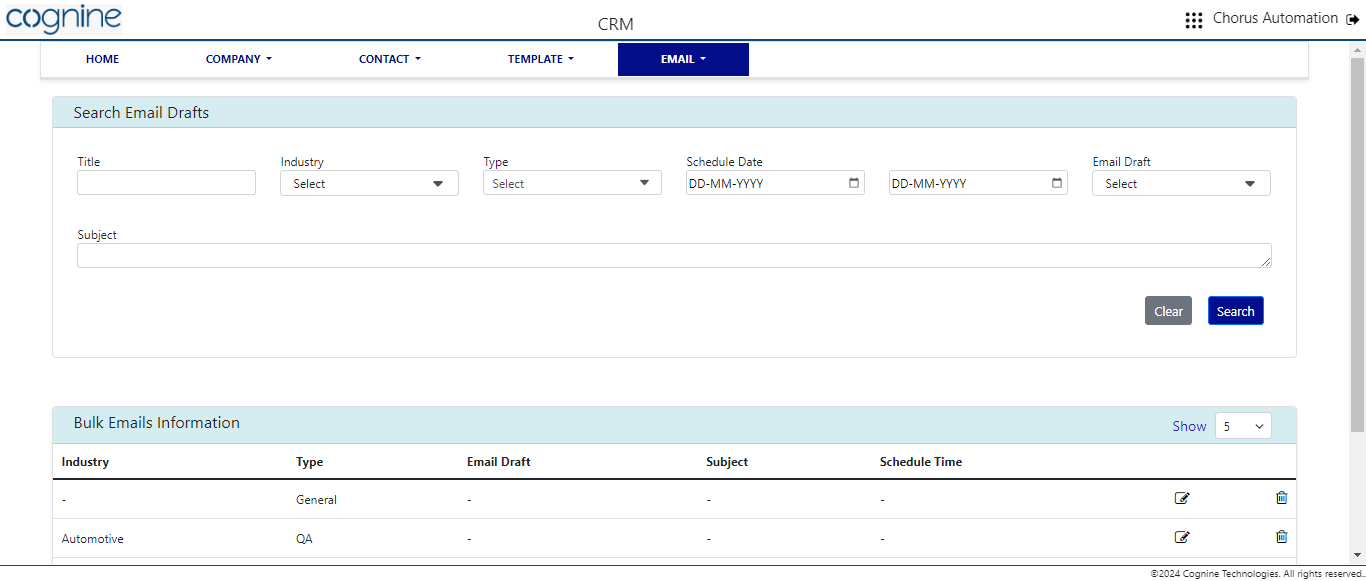 cognine
CRM
Chorus Automation
HOME COMPANY CONTACT TEMPLATE EMAIL
Search Email Drafts
Title Industry Type Schedule Date Email Draft
Select Select DD-MM-YYYY DD-MM-YYYY Select
Subject
Clear Search
Bulk Emails Information Show 5
Industry Type Email Draft Subject Schedule Time
- General - - -
Automotive QA - - -
©2024 Cognine Technologies. All rights reserved.